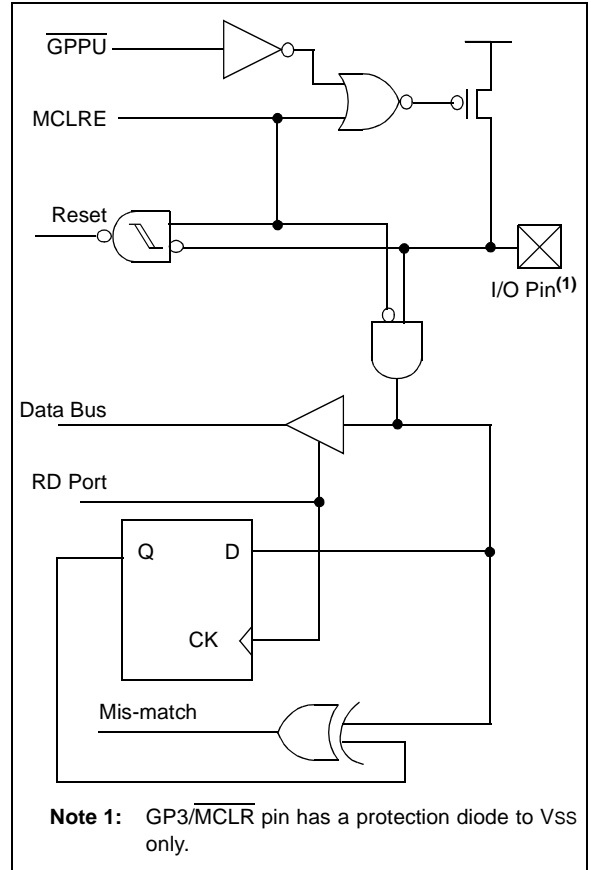 GPPU
MCLRE
Reset
I/O Pin(1)
Data Bus
RD Port
Q D
CK
Mis-match
Note 1: GP3/MCLR pin has a protection diode to VSS
only.